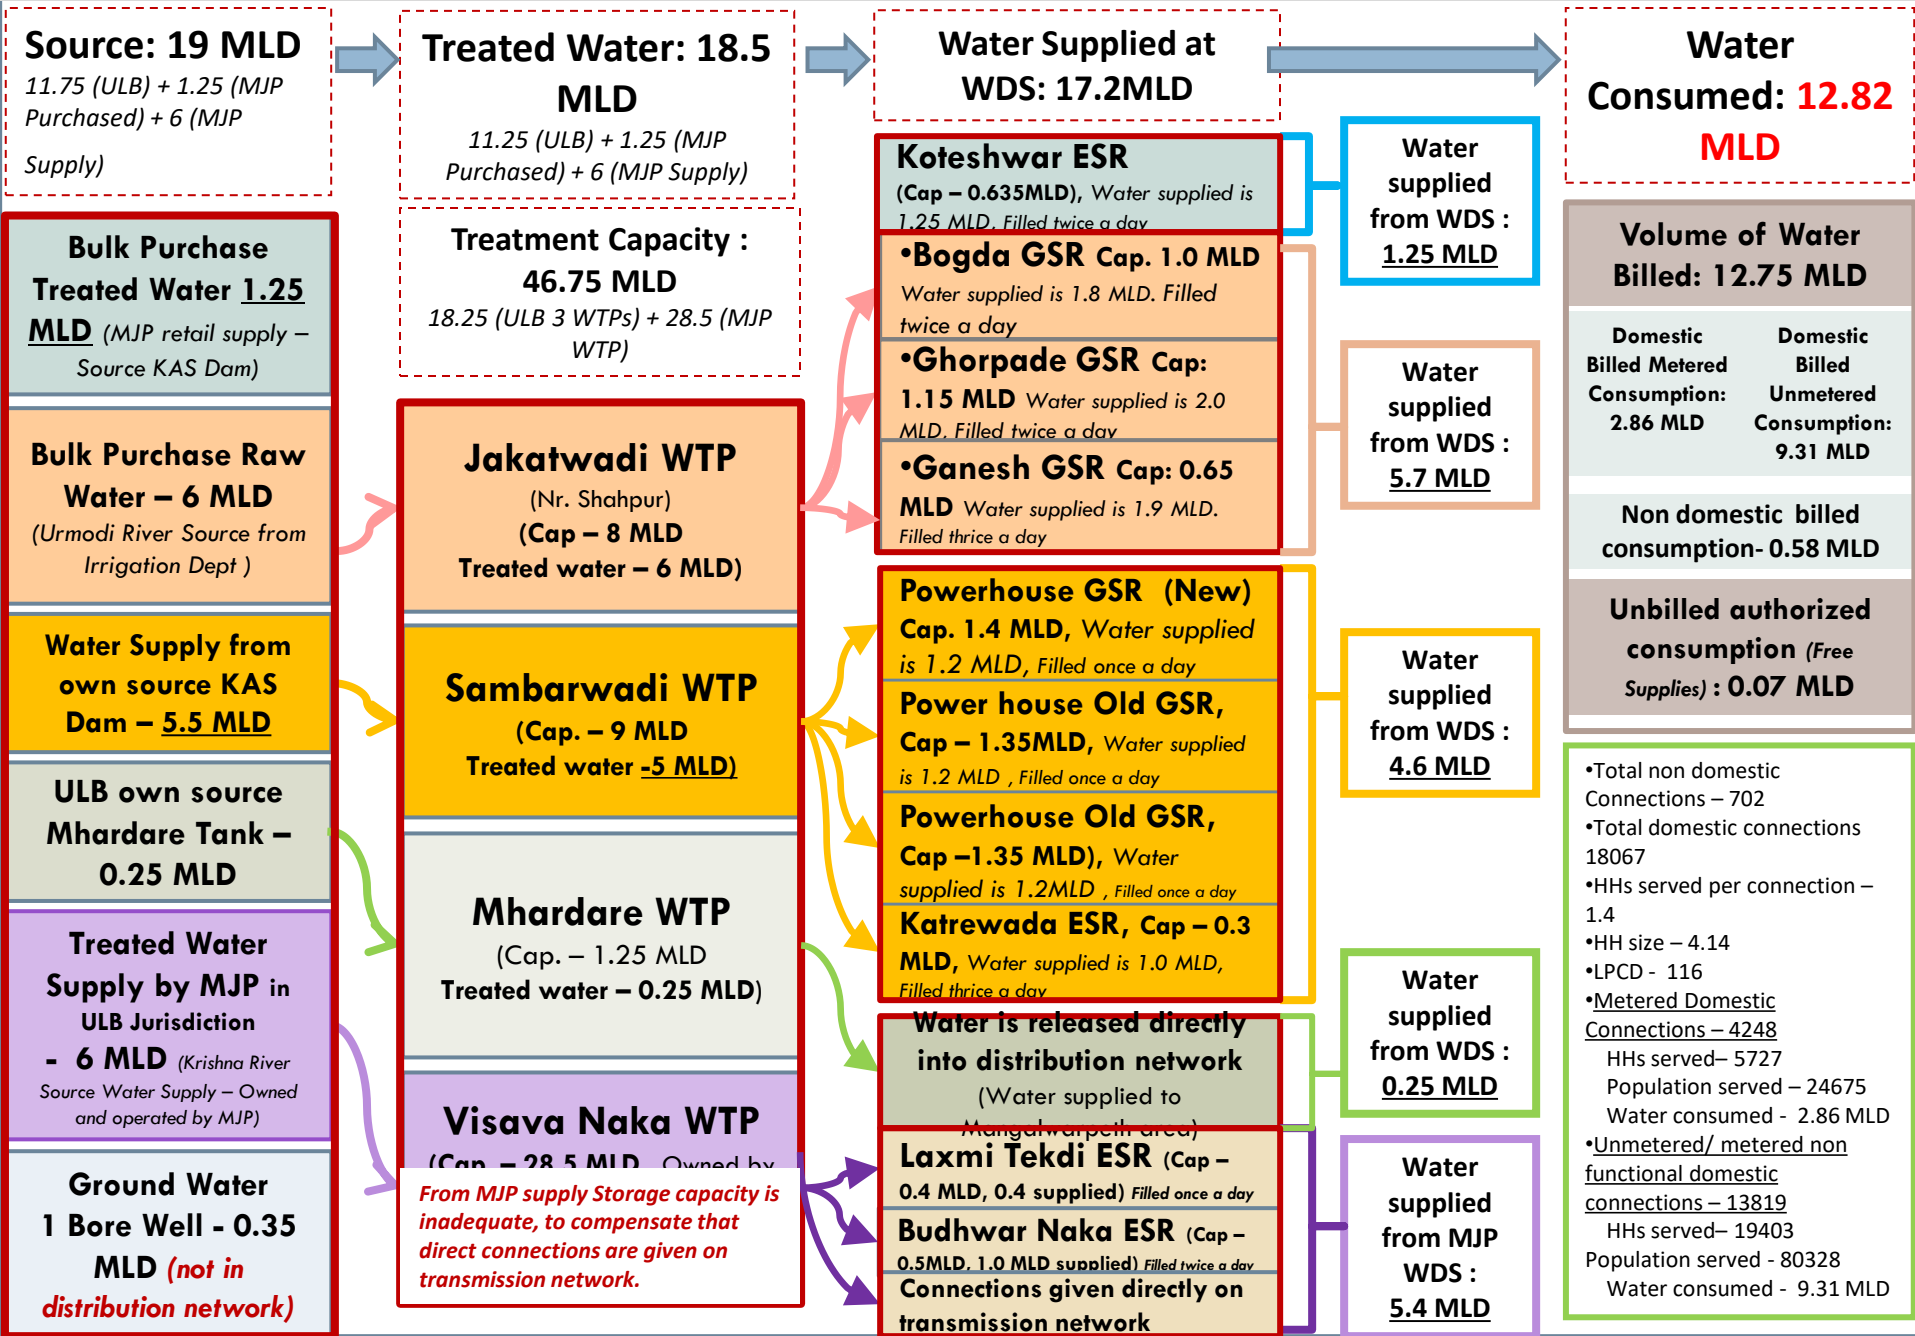 Source: 19 MLD
11.75 (ULB) + 1.25 (MJP
Purchased) + 6 (MJP
Supply)
Treated Water: 18.5
MLD
11.25 (ULB) + 1.25 (MJP
Purchased) + 6 (MJP Supply)
Water Supplied at
WDS: 17.2MLD
Water
Consumed: 12.82
MLD
Bulk Purchase
Treated Water 1.25
MLD (MJP retail supply –
Source KAS Dam)
Bulk Purchase Raw
Water – 6 MLD
(Urmodi River Source from
Irrigation Dept )
Water Supply from
own source KAS
Dam – 5.5 MLD
ULB own source
Mhardare Tank –
0.25 MLD
Treated Water
Supply by MJP in
ULB Jurisdiction
- 6 MLD (Krishna River
Source Water Supply – Owned
and operated by MJP)
Ground Water
1 Bore Well - 0.35
MLD (not in
distribution network)
Treatment Capacity :
46.75 MLD
18.25 (ULB 3 WTPs) + 28.5 (MJP
WTP)
Jakatwadi WTP
(Nr. Shahpur)
(Cap – 8 MLD
Treated water – 6 MLD)
Sambarwadi WTP
(Cap. – 9 MLD
Treated water -5 MLD)
Mhardare WTP
(Cap. – 1.25 MLD
Treated water – 0.25 MLD)
Visava Naka WTP
(Cap. – 28.5 MLD Owned by
From MJP supply Storage capacity is
inadequate, to compensate that
direct connections are given on
transmission network.
Koteshwar ESR
(Cap – 0.635MLD), Water supplied is
1.25 MLD, Filled twice a day
•Bogda GSR Cap. 1.0 MLD
Water supplied is 1.8 MLD. Filled
twice a day
•Ghorpade GSR Cap:
1.15 MLD Water supplied is 2.0
MLD, Filled twice a day
•Ganesh GSR Cap: 0.65
MLD Water supplied is 1.9 MLD.
Filled thrice a day
Powerhouse GSR (New)
Cap. 1.4 MLD, Water supplied
is 1.2 MLD, Filled once a day
Power house Old GSR,
Cap – 1.35MLD, Water supplied
is 1.2 MLD , Filled once a day
Powerhouse Old GSR,
Cap –1.35 MLD), Water
supplied is 1.2MLD , Filled once a day
Katrewada ESR, Cap – 0.3
MLD, Water supplied is 1.0 MLD,
Filled thrice a day
Water is released directly
into distribution network
(Water supplied to
Mangalwarpeth area)
Laxmi Tekdi ESR (Cap –
0.4 MLD, 0.4 supplied) Filled once a day
Budhwar Naka ESR (Cap –
0.5MLD, 1.0 MLD supplied) Filled twice a day
Connections given directly on
transmission network
Water
supplied
from WDS :
1.25 MLD
Water
supplied
from WDS :
5.7 MLD
Water
supplied
from WDS :
4.6 MLD
Water
supplied
from WDS :
0.25 MLD
Water
supplied
from MJP
WDS :
5.4 MLD
Volume of Water
Billed: 12.75 MLD
Domestic
Billed Metered
Consumption:
2.86 MLD
Domestic
Billed
Unmetered
Consumption:
9.31 MLD
Non domestic billed
consumption- 0.58 MLD
Unbilled authorized
consumption (Free
Supplies) : 0.07 MLD
•Total non domestic
Connections – 702
•Total domestic connections
18067
•HHs served per connection –
1.4
•HH size – 4.14
•LPCD - 116
•Metered Domestic
Connections – 4248
HHs served– 5727
Population served – 24675
Water consumed - 2.86 MLD
•Unmetered/ metered non
functional domestic
connections – 13819
HHs served– 19403
Population served - 80328
Water consumed - 9.31 MLD